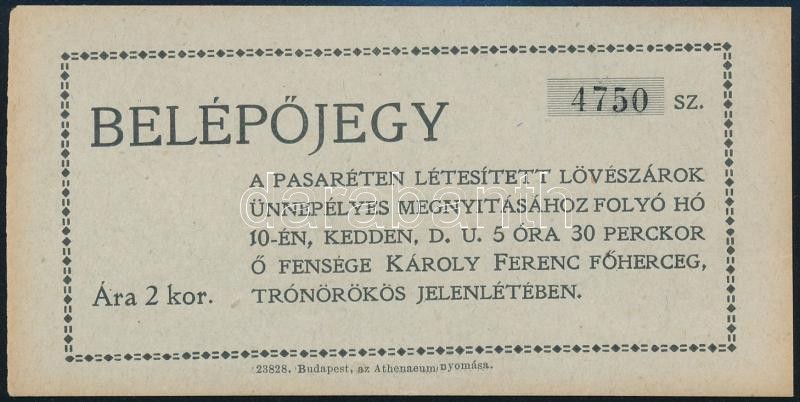 4750 SZ.
BELÉPŐJEGY
A PASARÉTEN LÉTESÍTETT LÖVÉSZÁROK
ÜNNEPÉLYES MEGNYITÁSÁHOZ FOLYÓ HÓ
10-ÉN, KEDDEN, D. U. 5 ÓRA 30 PERCKOR
Ő FENSÉGE KÁROLY FERENC FŐHERCEG,
TRÓNÖRÖKÖS JELENLÉTÉBEN.
Ára 2 kor.
23828. Budapest, az Athenaeum nyomása.
darabanth